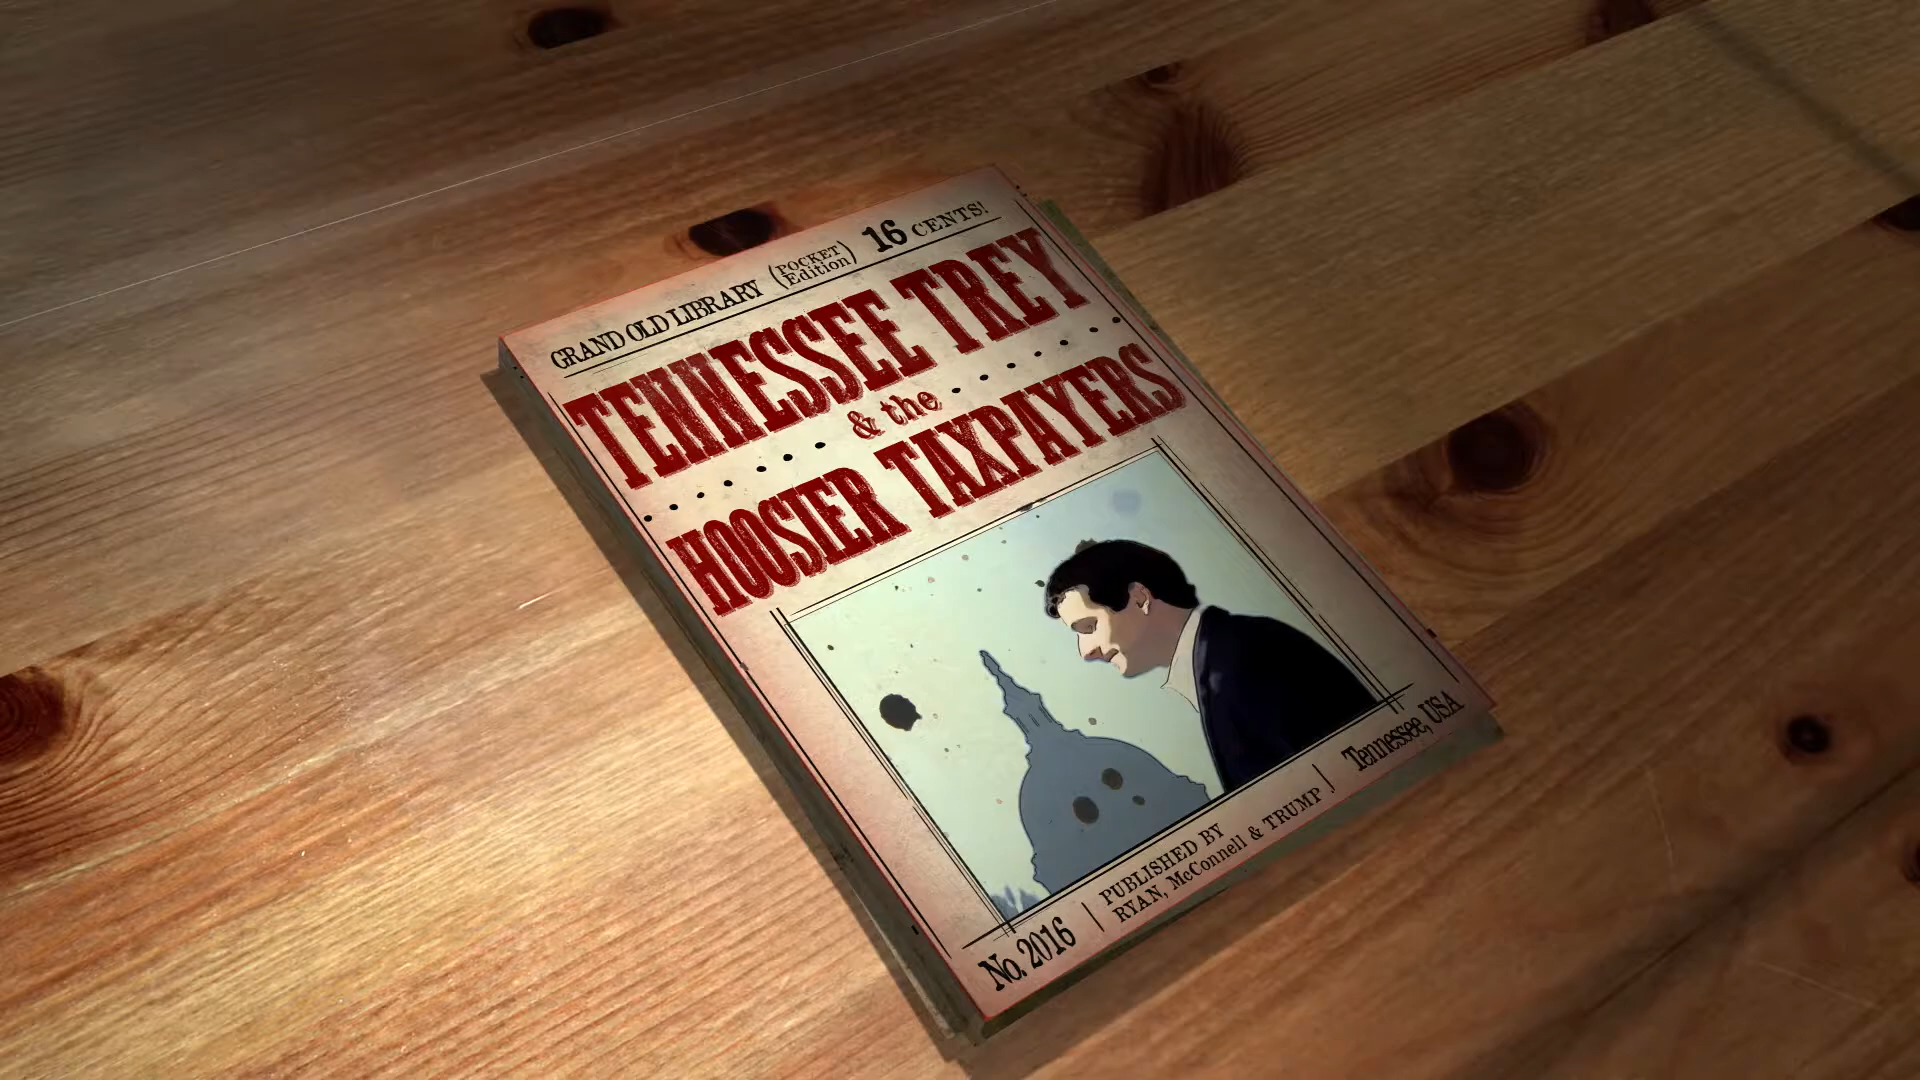 GRAND OLD LIBRARY (POCKET Edition) 16 CENTS!
TENNESSEE TREY
& the
HOOSIER TAXPAYERS
No. 2016 | PUBLISHED BY RYAN, McConnell & TRUMP | Tennessee, USA